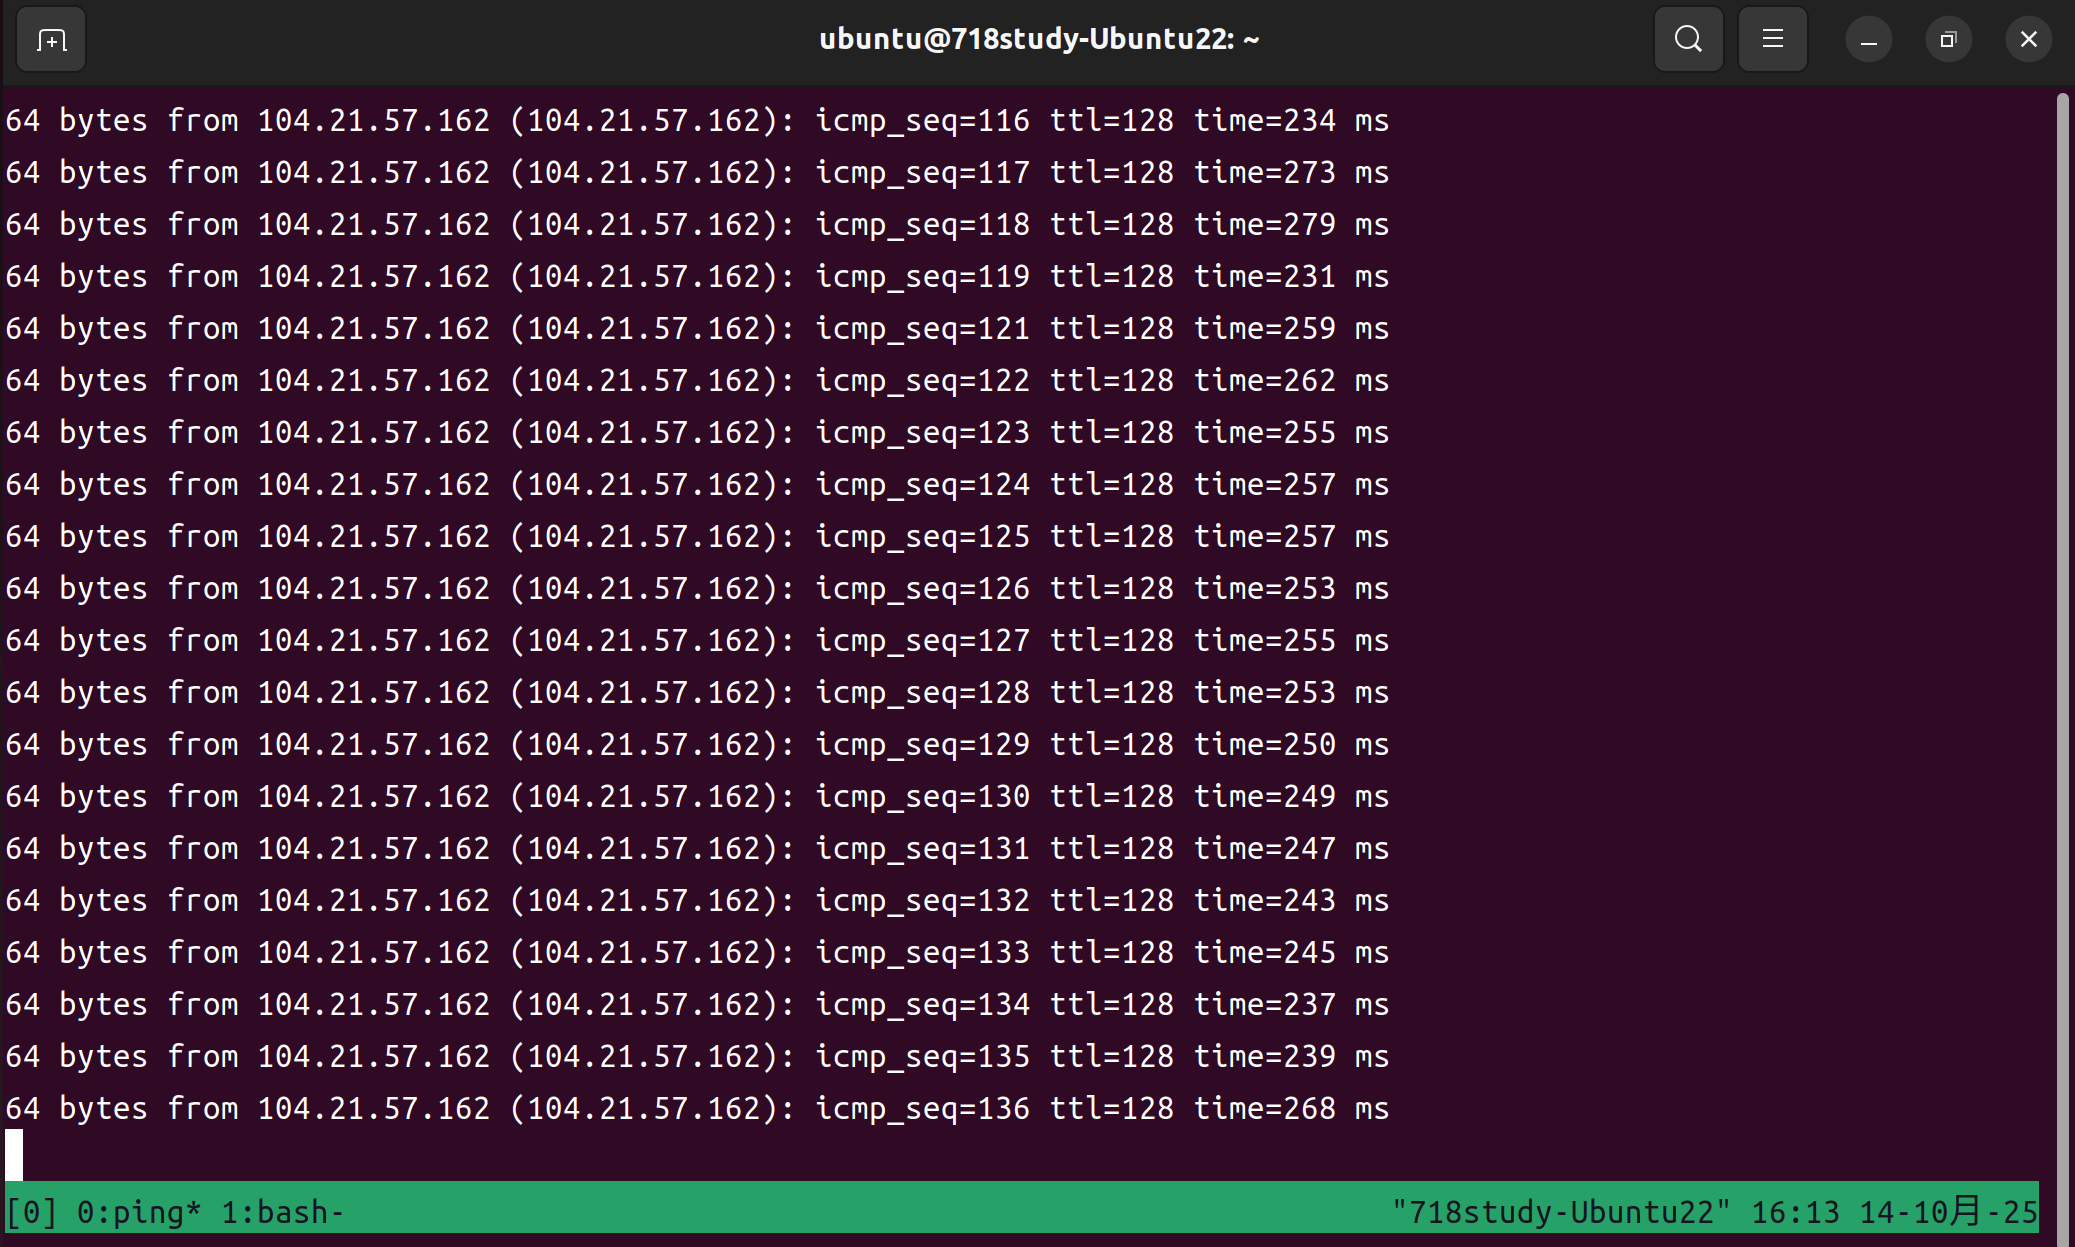 ubuntu@718study-Ubuntu22: ~
64 bytes from 104.21.57.162 (104.21.57.162): icmp_seq=116 ttl=128 time=234 ms
64 bytes from 104.21.57.162 (104.21.57.162): icmp_seq=117 ttl=128 time=273 ms
64 bytes from 104.21.57.162 (104.21.57.162): icmp_seq=118 ttl=128 time=279 ms
64 bytes from 104.21.57.162 (104.21.57.162): icmp_seq=119 ttl=128 time=231 ms
64 bytes from 104.21.57.162 (104.21.57.162): icmp_seq=121 ttl=128 time=259 ms
64 bytes from 104.21.57.162 (104.21.57.162): icmp_seq=122 ttl=128 time=262 ms
64 bytes from 104.21.57.162 (104.21.57.162): icmp_seq=123 ttl=128 time=255 ms
64 bytes from 104.21.57.162 (104.21.57.162): icmp_seq=124 ttl=128 time=257 ms
64 bytes from 104.21.57.162 (104.21.57.162): icmp_seq=125 ttl=128 time=257 ms
64 bytes from 104.21.57.162 (104.21.57.162): icmp_seq=126 ttl=128 time=253 ms
64 bytes from 104.21.57.162 (104.21.57.162): icmp_seq=127 ttl=128 time=255 ms
64 bytes from 104.21.57.162 (104.21.57.162): icmp_seq=128 ttl=128 time=253 ms
64 bytes from 104.21.57.162 (104.21.57.162): icmp_seq=129 ttl=128 time=250 ms
64 bytes from 104.21.57.162 (104.21.57.162): icmp_seq=130 ttl=128 time=249 ms
64 bytes from 104.21.57.162 (104.21.57.162): icmp_seq=131 ttl=128 time=247 ms
64 bytes from 104.21.57.162 (104.21.57.162): icmp_seq=132 ttl=128 time=243 ms
64 bytes from 104.21.57.162 (104.21.57.162): icmp_seq=133 ttl=128 time=245 ms
64 bytes from 104.21.57.162 (104.21.57.162): icmp_seq=134 ttl=128 time=237 ms
64 bytes from 104.21.57.162 (104.21.57.162): icmp_seq=135 ttl=128 time=239 ms
64 bytes from 104.21.57.162 (104.21.57.162): icmp_seq=136 ttl=128 time=268 ms
[0] 0:ping* 1:bash- "718study-Ubuntu22" 16:13 14-10月-25